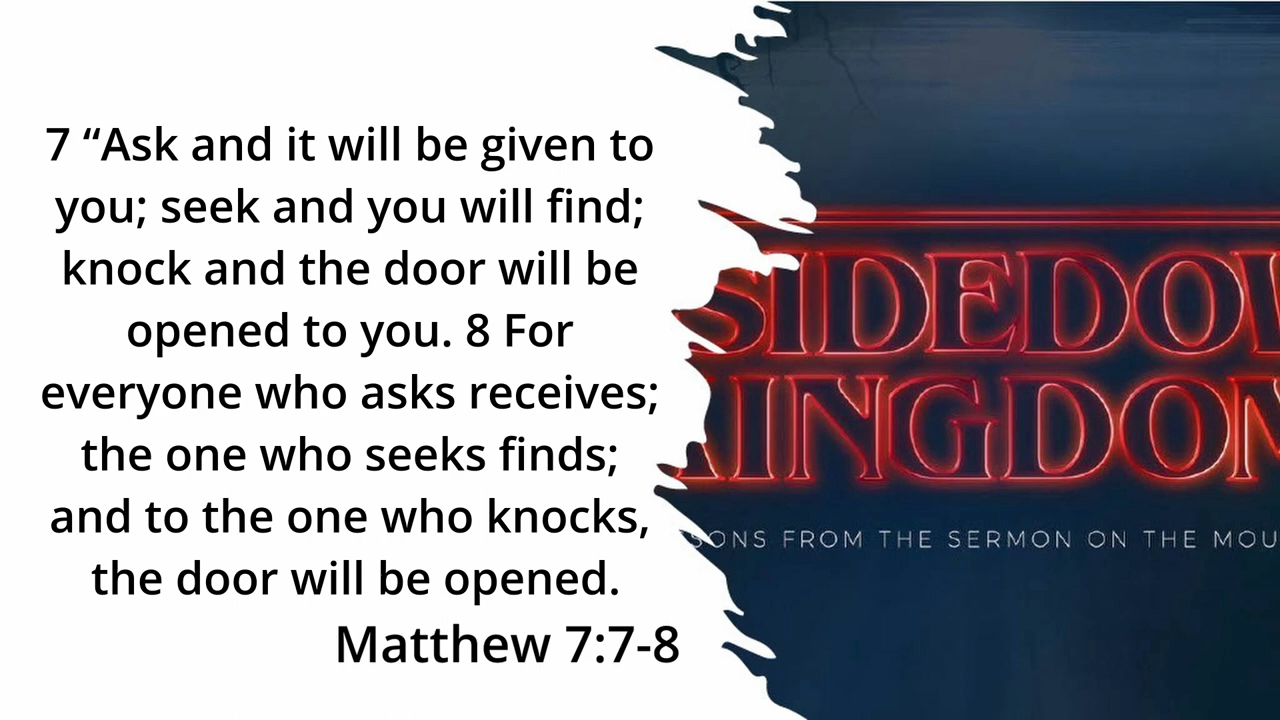 7 “Ask and it will be given to
you; seek and you will find;
knock and the door will be
opened to you. 8 For
everyone who asks receives;
the one who seeks finds;
and to the one who knocks,
the door will be opened.
Matthew 7:7-8
SIDEDOW
KINGDOM
SONS FROM THE SERMON ON THE MOU